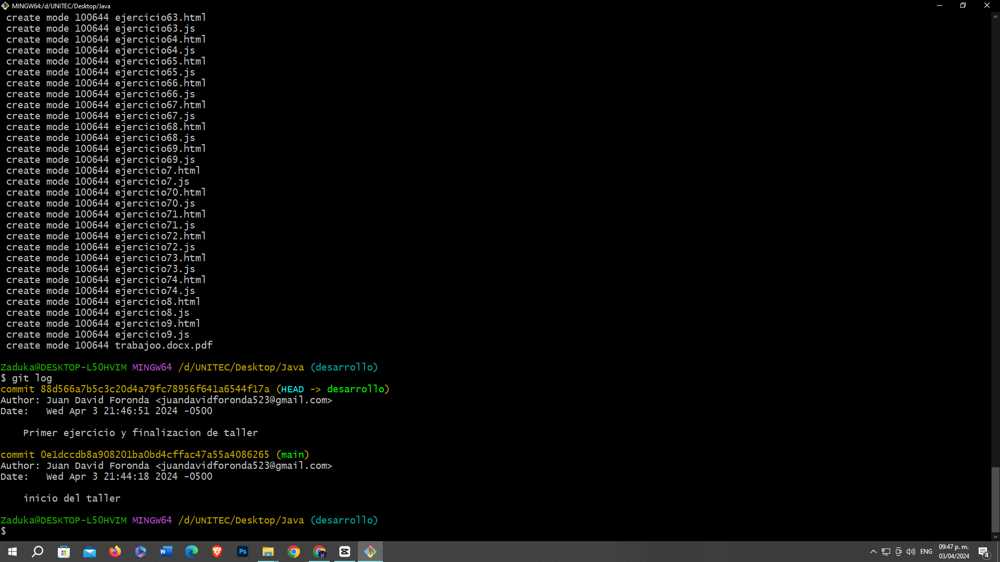 MINGW64:/d/UNITEC/Desktop/Java
create mode 100644 ejercicio63.html
create mode 100644 ejercicio63.js
create mode 100644 ejercicio64.html
create mode 100644 ejercicio64.js
create mode 100644 ejercicio65.html
create mode 100644 ejercicio65.js
create mode 100644 ejercicio66.html
create mode 100644 ejercicio66.js
create mode 100644 ejercicio67.html
create mode 100644 ejercicio67.js
create mode 100644 ejercicio68.html
create mode 100644 ejercicio68.js
create mode 100644 ejercicio69.html
create mode 100644 ejercicio69.js
create mode 100644 ejercicio7.html
create mode 100644 ejercicio7.js
create mode 100644 ejercicio70.html
create mode 100644 ejercicio70.js
create mode 100644 ejercicio71.html
create mode 100644 ejercicio71.js
create mode 100644 ejercicio72.html
create mode 100644 ejercicio72.js
create mode 100644 ejercicio73.html
create mode 100644 ejercicio73.js
create mode 100644 ejercicio74.html
create mode 100644 ejercicio74.js
create mode 100644 ejercicio8.html
create mode 100644 ejercicio8.js
create mode 100644 ejercicio9.html
create mode 100644 ejercicio9.js
create mode 100644 trabajoo.docx.pdf
Zaduka@DESKTOP-L50HVIM MINGW64 /d/UNITEC/Desktop/Java (desarrollo)
$ git log
commit 88d566a7b5c3c20d4a79fc78956f641a6544f17a (HEAD -> desarrollo)
Author: Juan David Foronda <juandavidforonda523@gmail.com>
Date:   Wed Apr 3 21:46:51 2024 -0500
Primer ejercicio y finalizacion de taller
commit 0e1dccdb8a908201ba0bd4cffac47a55a4086265 (main)
Author: Juan David Foronda <juandavidforonda523@gmail.com>
Date:   Wed Apr 3 21:44:18 2024 -0500
inicio del taller
Zaduka@DESKTOP-L50HVIM MINGW64 /d/UNITEC/Desktop/Java (desarrollo)
$
Ps
ENG
09:47 p. m.
03/04/2024
4